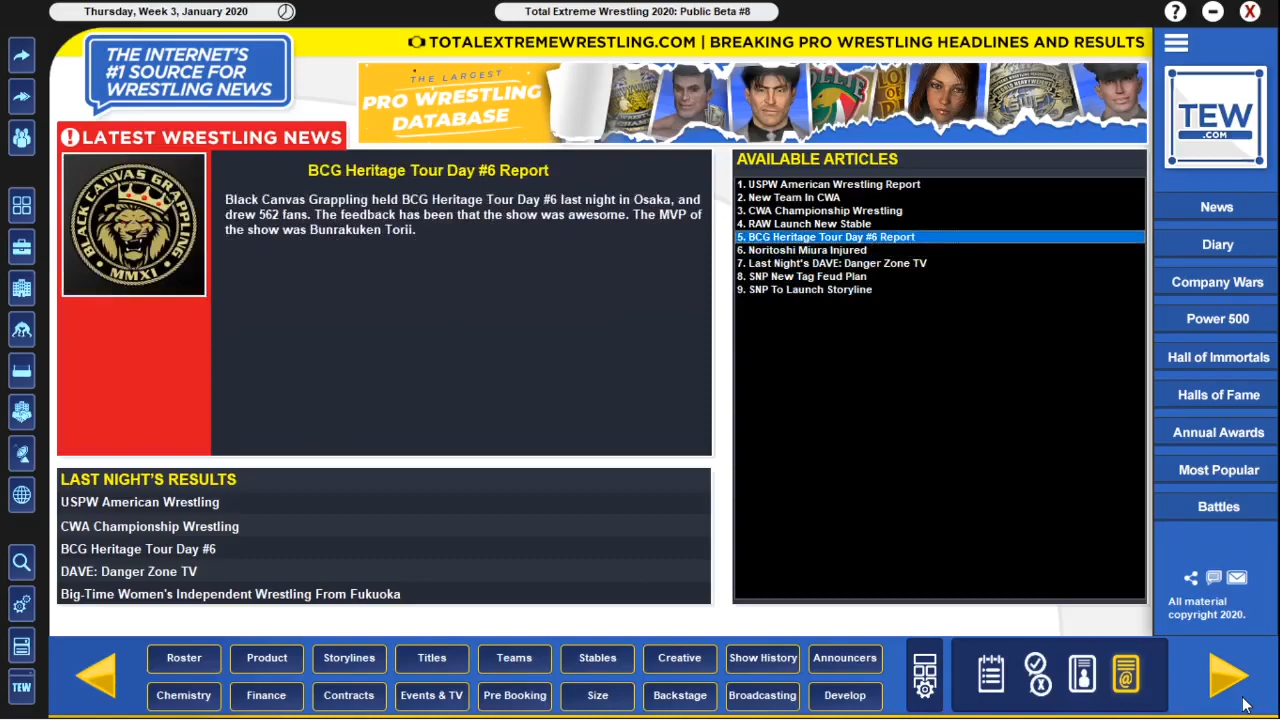 Thursday, Week 3, January 2020
Total Extreme Wrestling 2020: Public Beta #8
?
X
THE INTERNET'S
#1 SOURCE FOR
WRESTLING NEWS
TOTALEXTREMEWRESTLING.COM | BREAKING PRO WRESTLING HEADLINES AND RESULTS
THE LARGEST
PRO WRESTLING
DATABASE
TEW
.COM
LATEST WRESTLING NEWS
BLACK CANVAS GRAPPLING
MMXI
BCG Heritage Tour Day #6 Report
Black Canvas Grappling held BCG Heritage Tour Day #6 last night in Osaka, and
drew 562 fans. The feedback has been that the show was awesome. The MVP of
the show was Bunrakuken Torii.
AVAILABLE ARTICLES
1. USPW American Wrestling Report
2. New Team In CWA
3. CWA Championship Wrestling
4. RAW Launch New Stable
5. BCG Heritage Tour Day #6 Report
6. Noritoshi Miura Injured
7. Last Night's DAVE: Danger Zone TV
8. SNP New Tag Feud Plan
9. SNP To Launch Storyline
LAST NIGHT'S RESULTS
USPW American Wrestling
CWA Championship Wrestling
BCG Heritage Tour Day #6
DAVE: Danger Zone TV
Big-Time Women's Independent Wrestling From Fukuoka
News
Diary
Company Wars
Power 500
Hall of Immortals
Halls of Fame
Annual Awards
Most Popular
Battles
All material
copyright 2020.
TEW
Roster
Product
Storylines
Titles
Teams
Stables
Creative
Show History
Announcers
Chemistry
Finance
Contracts
Events & TV
Pre Booking
Size
Backstage
Broadcasting
Develop